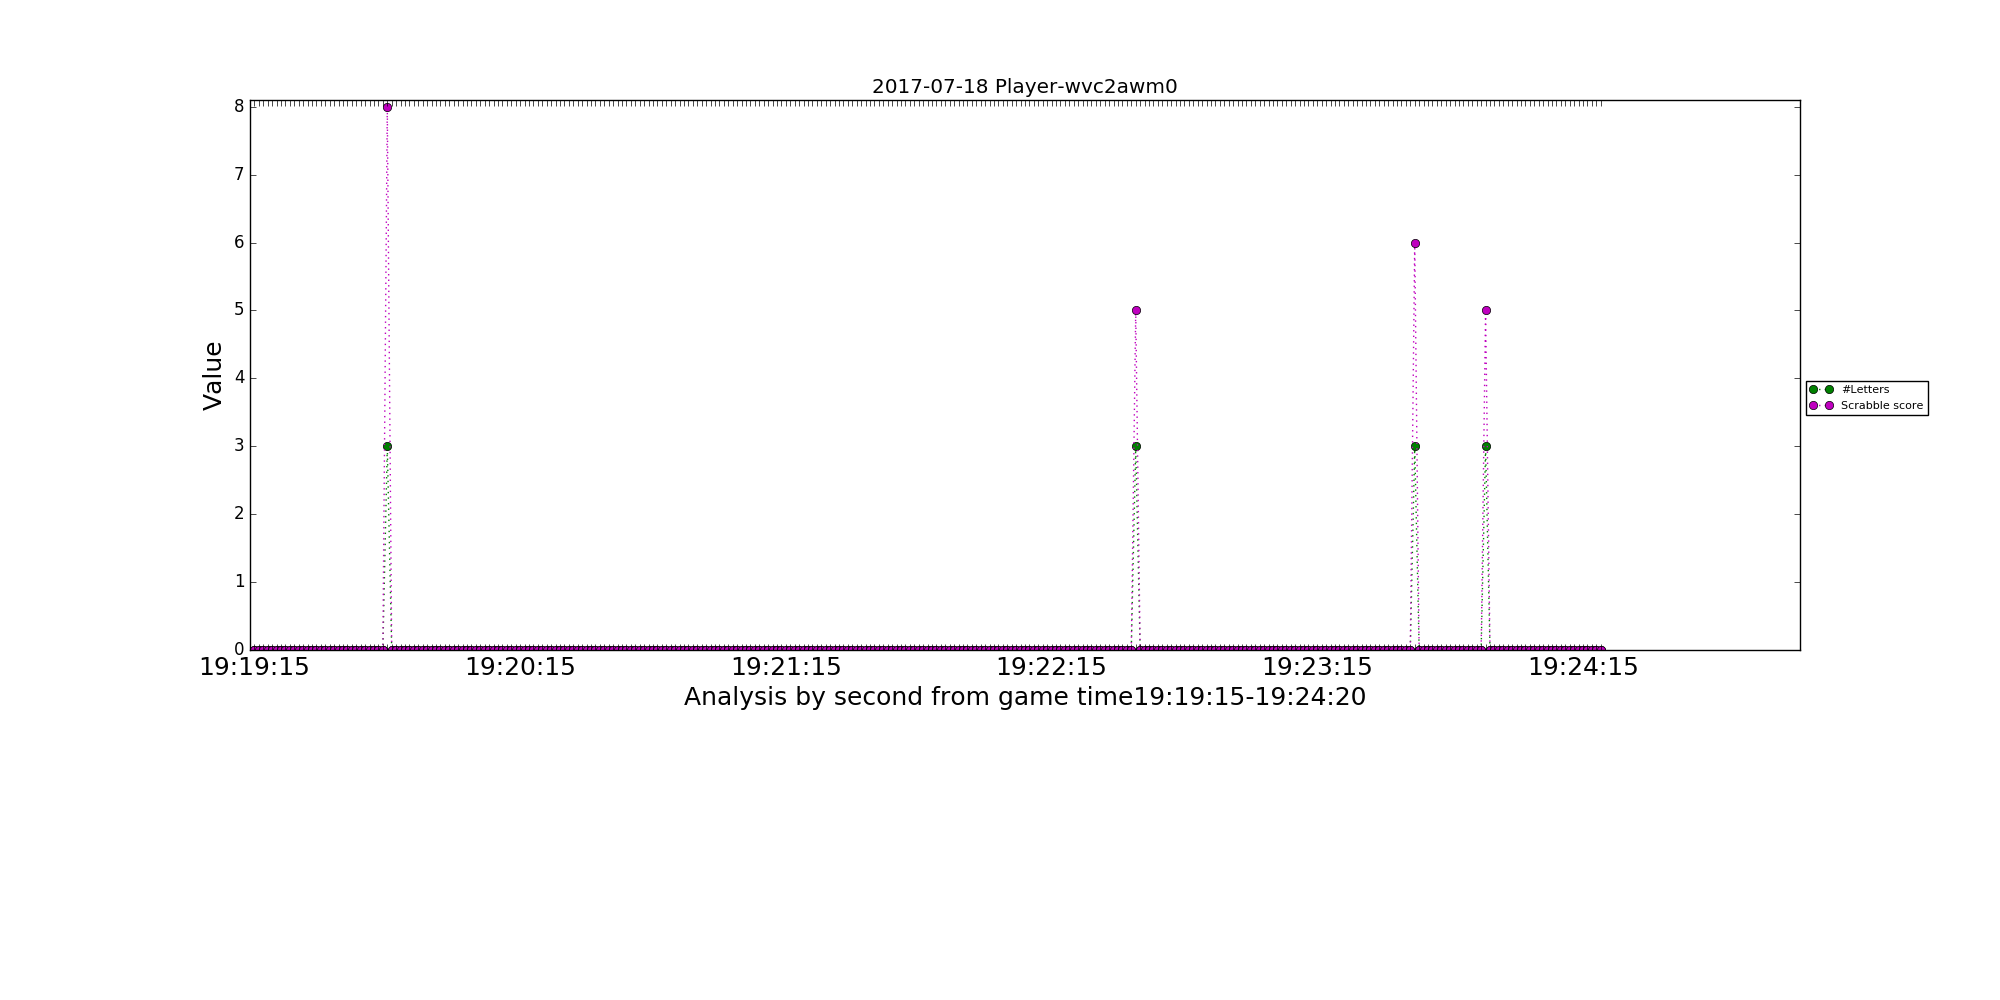 2017-07-18 Player-wvc2awm0
8
7
6
5
4
3
2
1
0
Value
19:19:15 19:20:15 19:21:15 19:22:15 19:23:15 19:24:15
Analysis by second from game time19:19:15-19:24:20
#Letters
Scrabble score